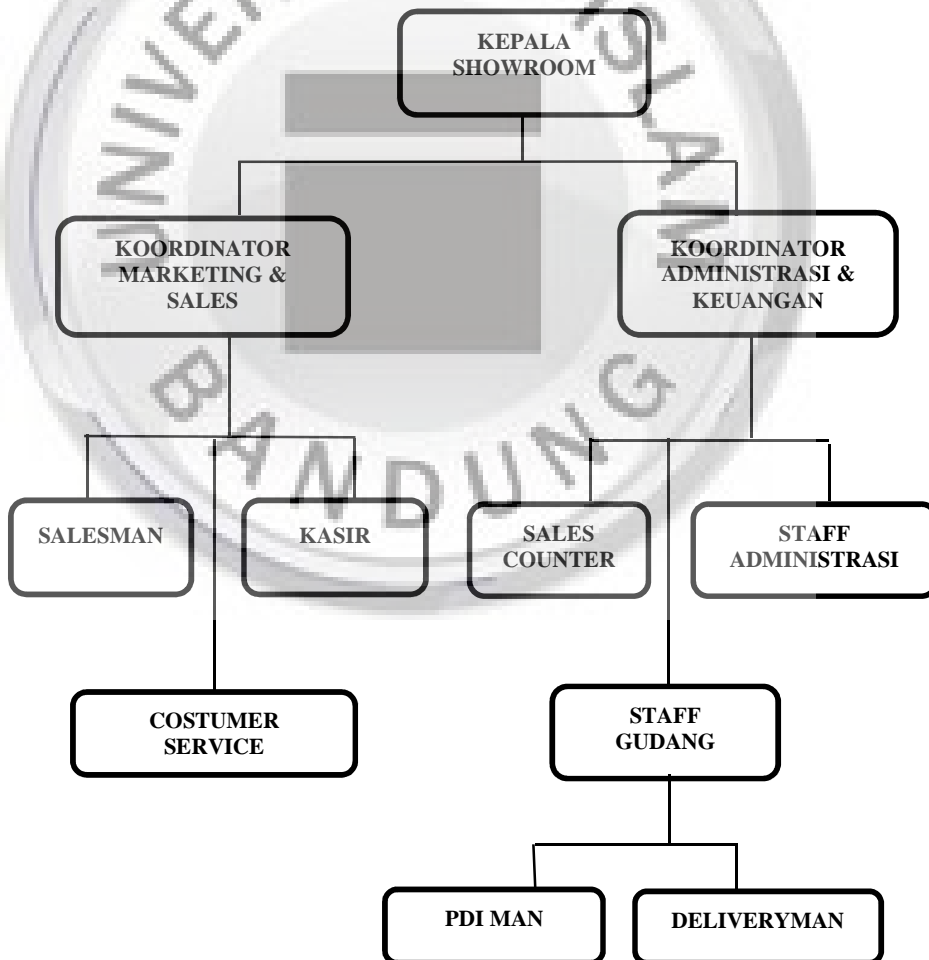 KEPALA
SHOWROOM
KOORDINATOR
MARKETING &
SALES
KOORDINATOR
ADMINISTRASI &
KEUANGAN
SALESMAN
KASIR
SALES
COUNTER
STAFF
ADMINISTRASI
COSTUMER
SERVICE
STAFF
GUDANG
PDI MAN
DELIVERYMAN
BANDUNG